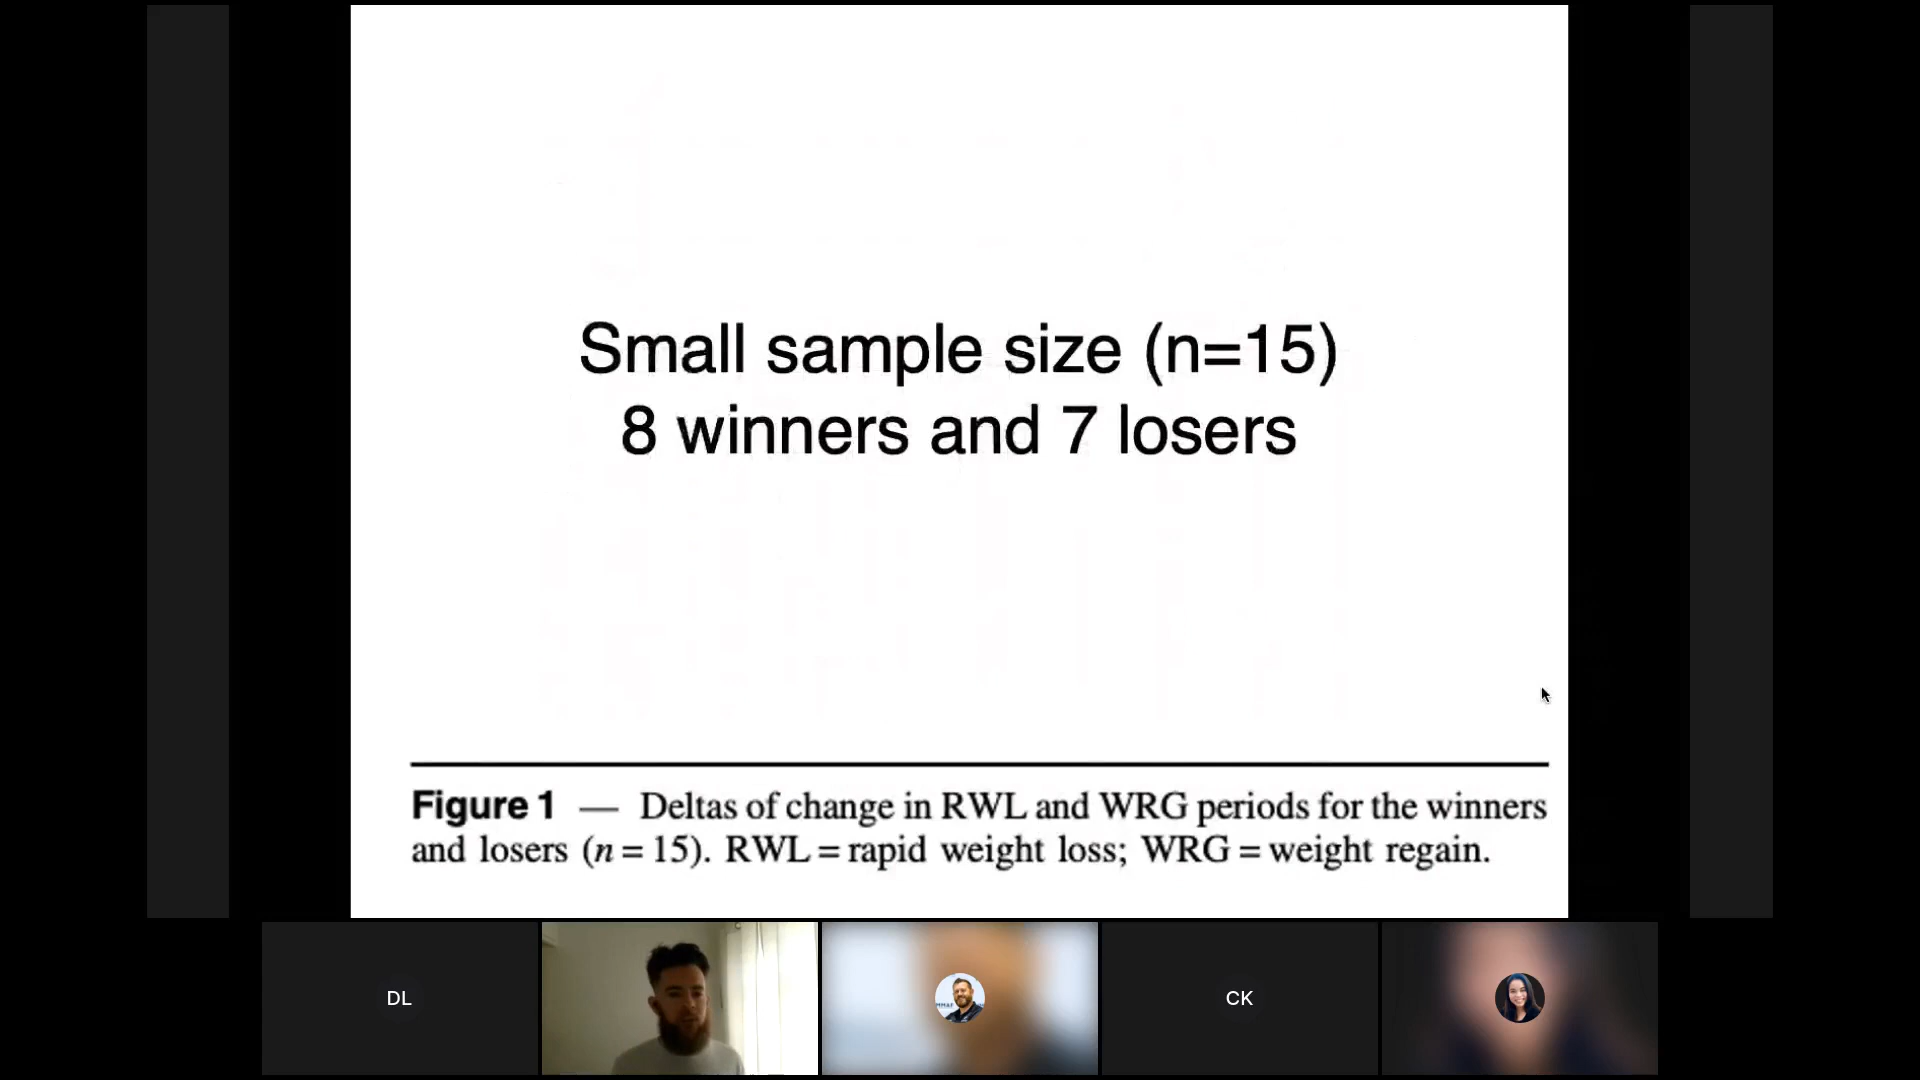 Small sample size (n=15)
8 winners and 7 losers
Figure 1 — Deltas of change in RWL and WRG periods for the winners
and losers (n = 15). RWL = rapid weight loss; WRG = weight regain.
DL
MMAF
CK